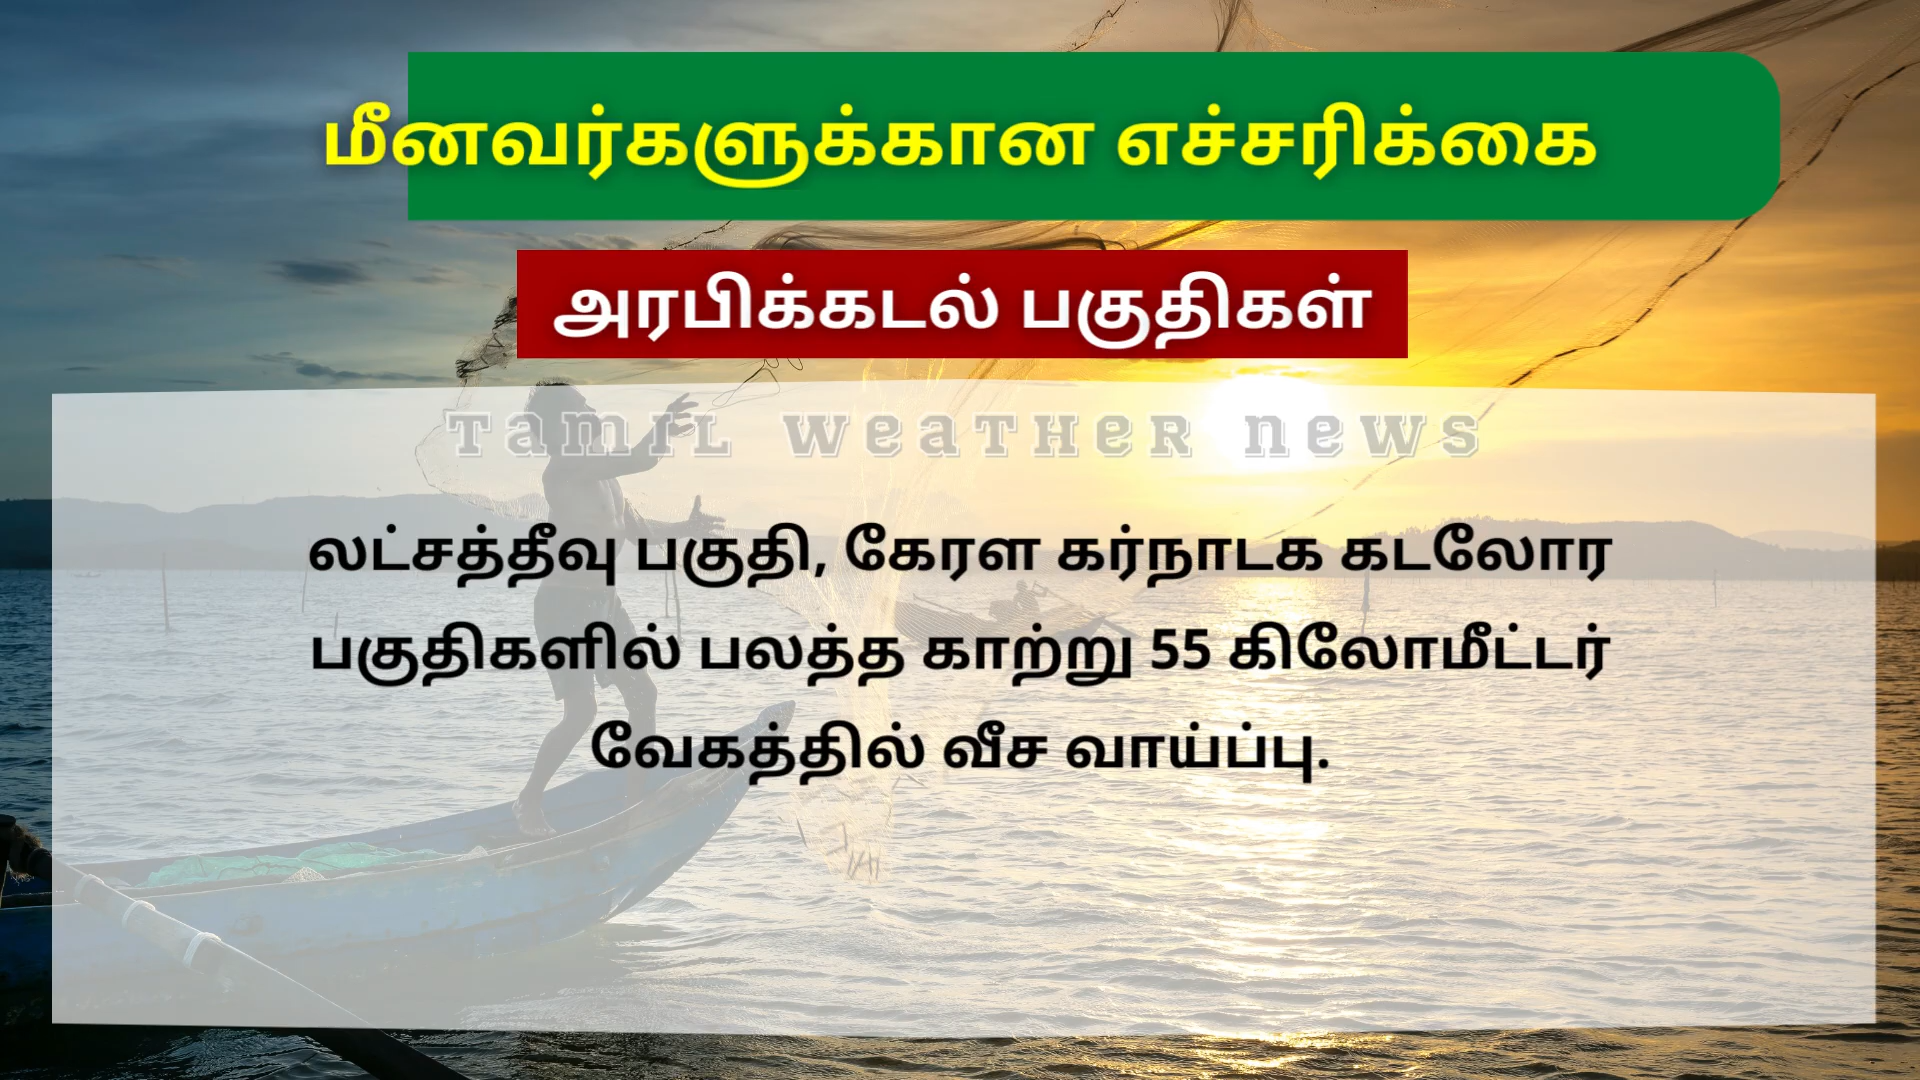 மீனவர்களுக்கான எச்சரிக்கை
அரபிக்கடல் பகுதிகள்
TamIL weaTHeR news
லட்சத்தீவு பகுதி, கேரள கர்நாடக கடலோர
பகுதிகளில் பலத்த காற்று 55 கிலோமீட்டர்
வேகத்தில் வீச வாய்ப்பு.